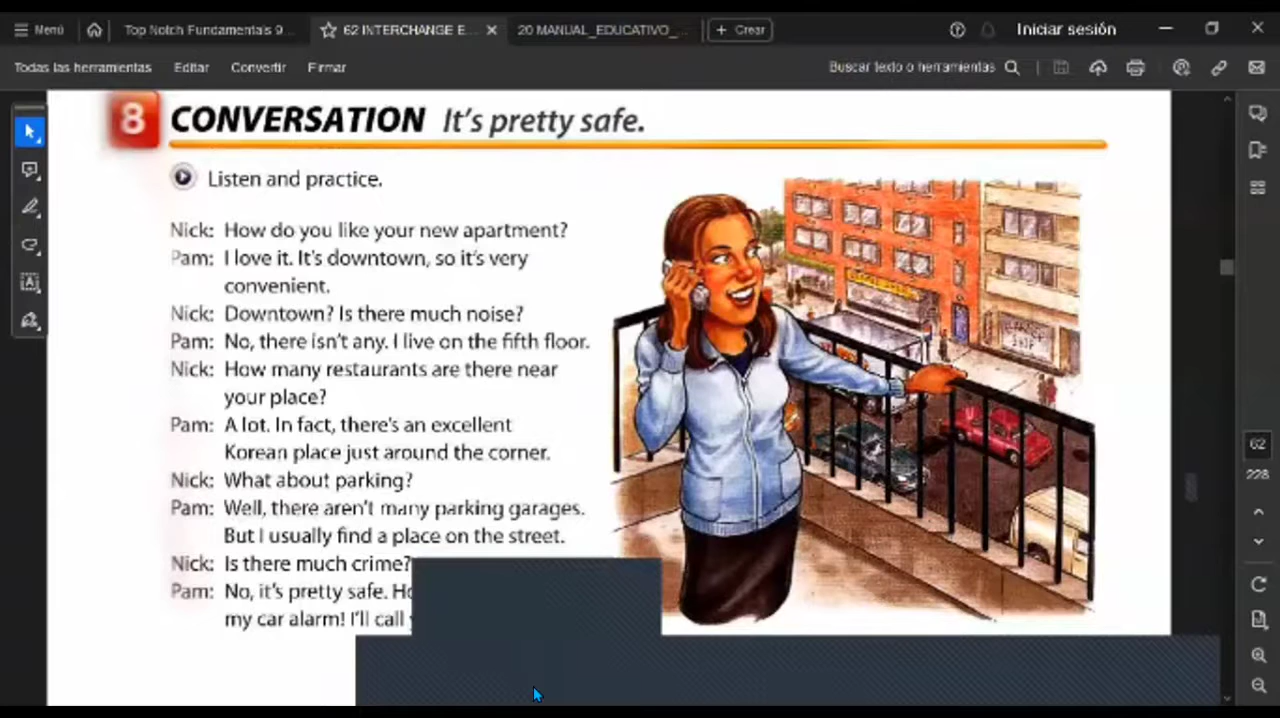 Menú
Top Notch Fundamentals 9...
62 INTERCHANGE E...
20 MANUAL_EDUCATIVO_...
+ Crear
Iniciar sesión
Todas las herramientas
Editar
Convertir
Firmar
Buscar texto o herramientas
8 CONVERSATION It's pretty safe.
Listen and practice.
Nick: How do you like your new apartment?
Pam: I love it. It's downtown, so it's very
convenient.
Nick: Downtown? Is there much noise?
Pam: No, there isn't any. I live on the fifth floor.
Nick: How many restaurants are there near
your place?
Pam: A lot. In fact, there's an excellent
Korean place just around the corner.
Nick: What about parking?
Pam: Well, there aren't many parking garages.
But I usually find a place on the street.
Nick: Is there much crime?
Pam: No, it's pretty safe.
my car alarm! I'll call
62
228